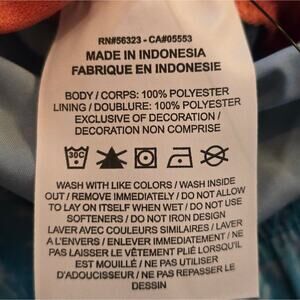 RN#56323 - CA#05553
MADE IN INDONESIA
FABRIQUE EN INDONESIE
BODY / CORPS: 100% POLYESTER
LINING / DOUBLURE: 100% POLYESTER
EXCLUSIVE OF DECORATION /
DECORATION NON COMPRISE
30C
WASH WITH LIKE COLORS / WASH INSIDE
OUT / REMOVE IMMEDIATELY / DO NOT ALLOW
TO LAY ON ITSELF WHEN WET / DO NOT USE
SOFTENERS / DO NOT IRON DESIGN
LAVER AVEC COULEURS SIMILAIRES / LAVER
A L'ENVERS / ENLEVER IMMEDIATEMENT / NE
PAS LAISSER LE VÊTEMENT PLIÉ LORSQU'IL
EST MOUILLÉ / NE PAS UTILISER
D'ADOUCISSEUR / NE PAS REPASSER LE
DESSIN